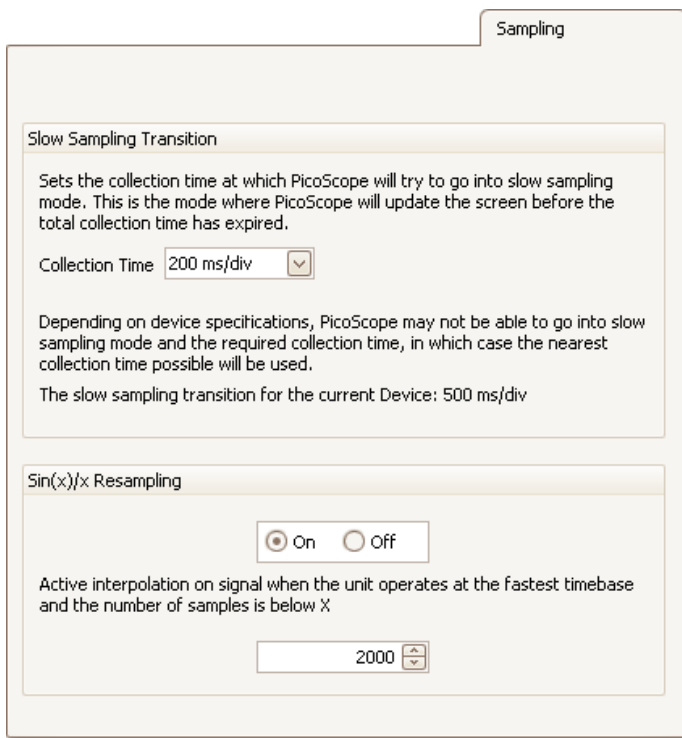 Sampling
Slow Sampling Transition
Sets the collection time at which PicoScope will try to go into slow sampling
mode. This is the mode where PicoScope will update the screen before the
total collection time has expired.
Collection Time 200 ms/div
Depending on device specifications, PicoScope may not be able to go into slow
sampling mode and the required collection time, in which case the nearest
collection time possible will be used.
The slow sampling transition for the current Device: 500 ms/div
Sin(x)/x Resampling
On Off
Active interpolation on signal when the unit operates at the fastest timebase
and the number of samples is below X
2000